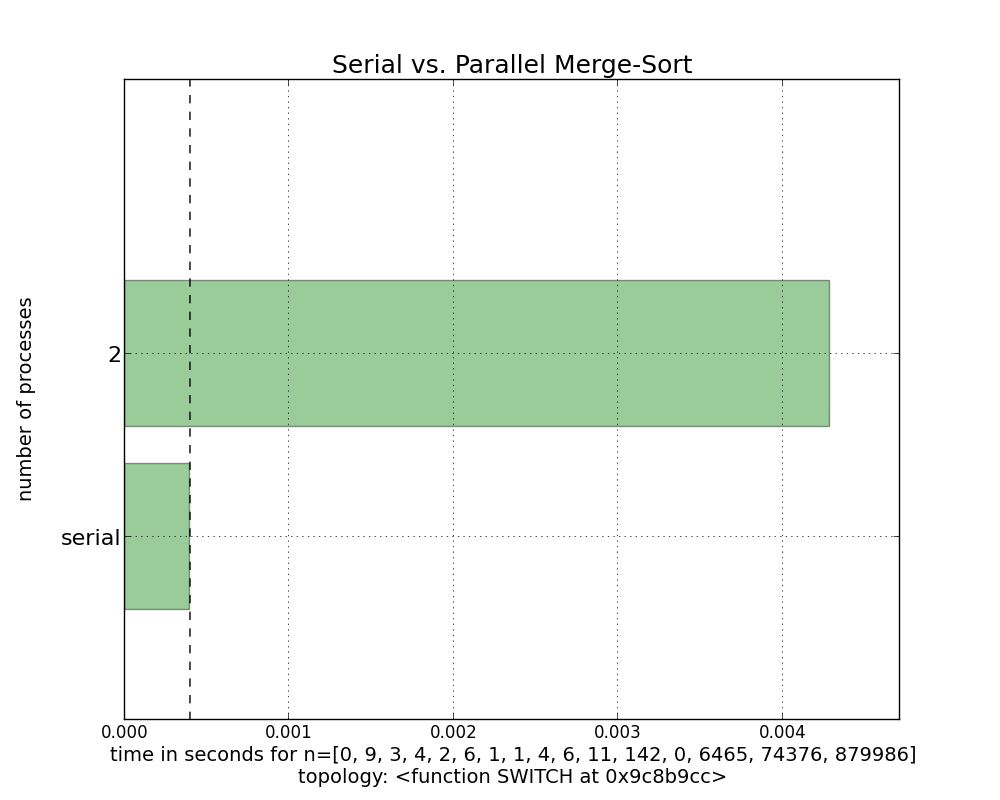 Serial vs. Parallel Merge-Sort
number of processes
2
serial
0.000 0.001 0.002 0.003 0.004
time in seconds for n=[0, 9, 3, 4, 2, 6, 1, 1, 4, 6, 11, 142, 0, 6465, 74376, 879986]
topology: <function SWITCH at 0x9c8b9cc>